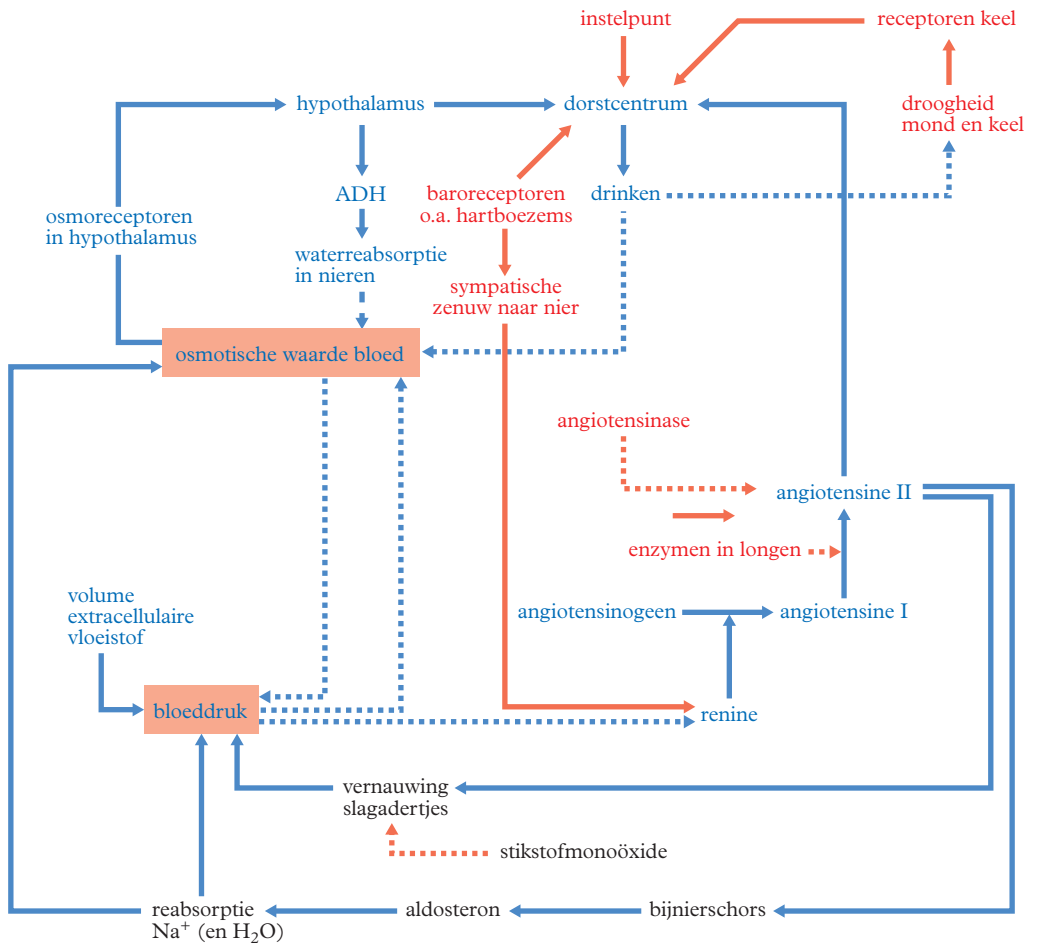 instelpunt
receptoren keel
hypothalamus
dorstcentrum
droogheid
mond en keel
ADH
baroreceptoren
o.a. hartboezems
drinken
osmoreceptoren
in hypothalamus
waterreabsorptie
in nieren
sympatische
zenuw naar nier
osmotische waarde bloed
angiotensinase
angiotensine II
enzymen in longen
volume
extracellulaire
vloeistof
angiotensinogeen
angiotensine I
bloeddruk
renine
vernauwing
slagadertjes
stikstofmonoöxide
reabsorptie
Na⁺ (en H₂O)
aldosteron
bijnierschors